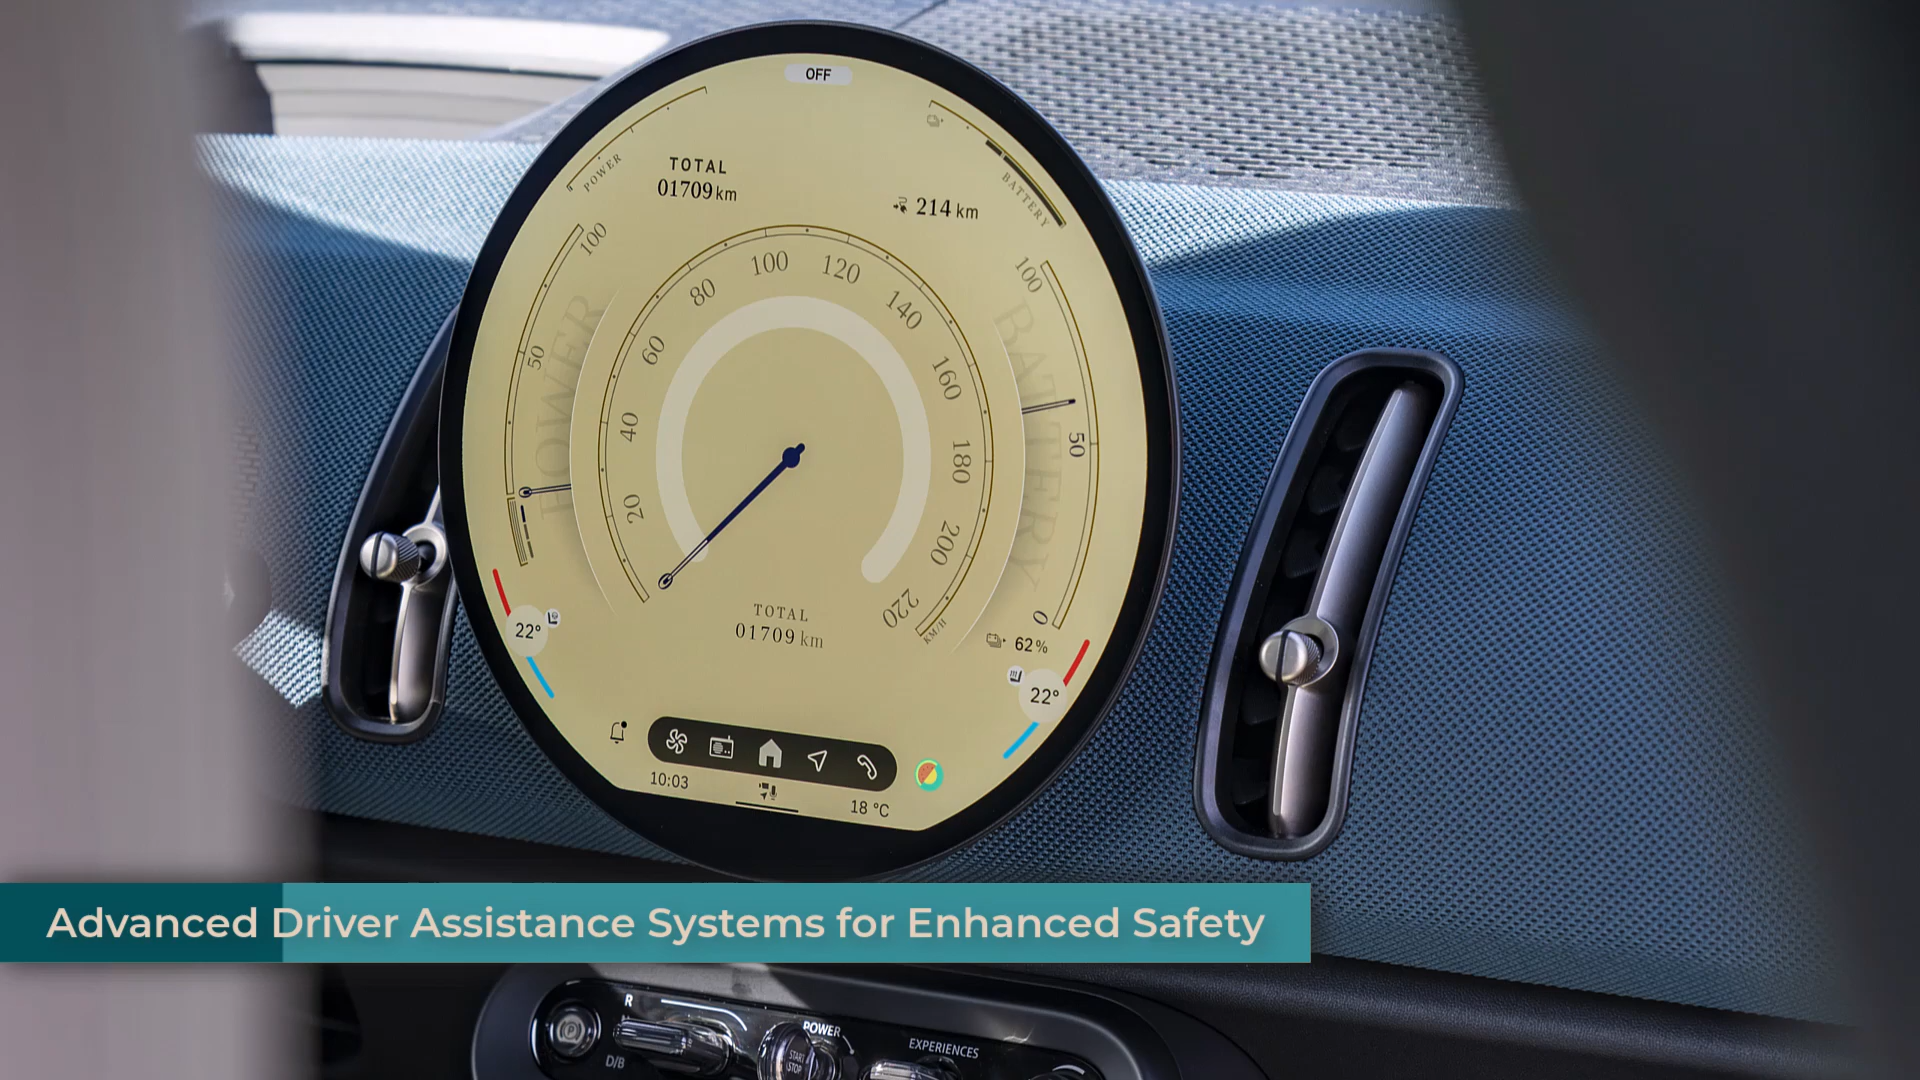 OFF
POWER
TOTAL
01709 km
214 km
BATTERY
100
50
POWER
20
40
60
80
100
120
140
160
180
200
220
KM/H
100
50
0
BATTERY
TOTAL
01709 km
62%
22°
22°
10:03
18 °C
Advanced Driver Assistance Systems for Enhanced Safety
P
R
D/B
POWER
START
STOP
EXPERIENCES